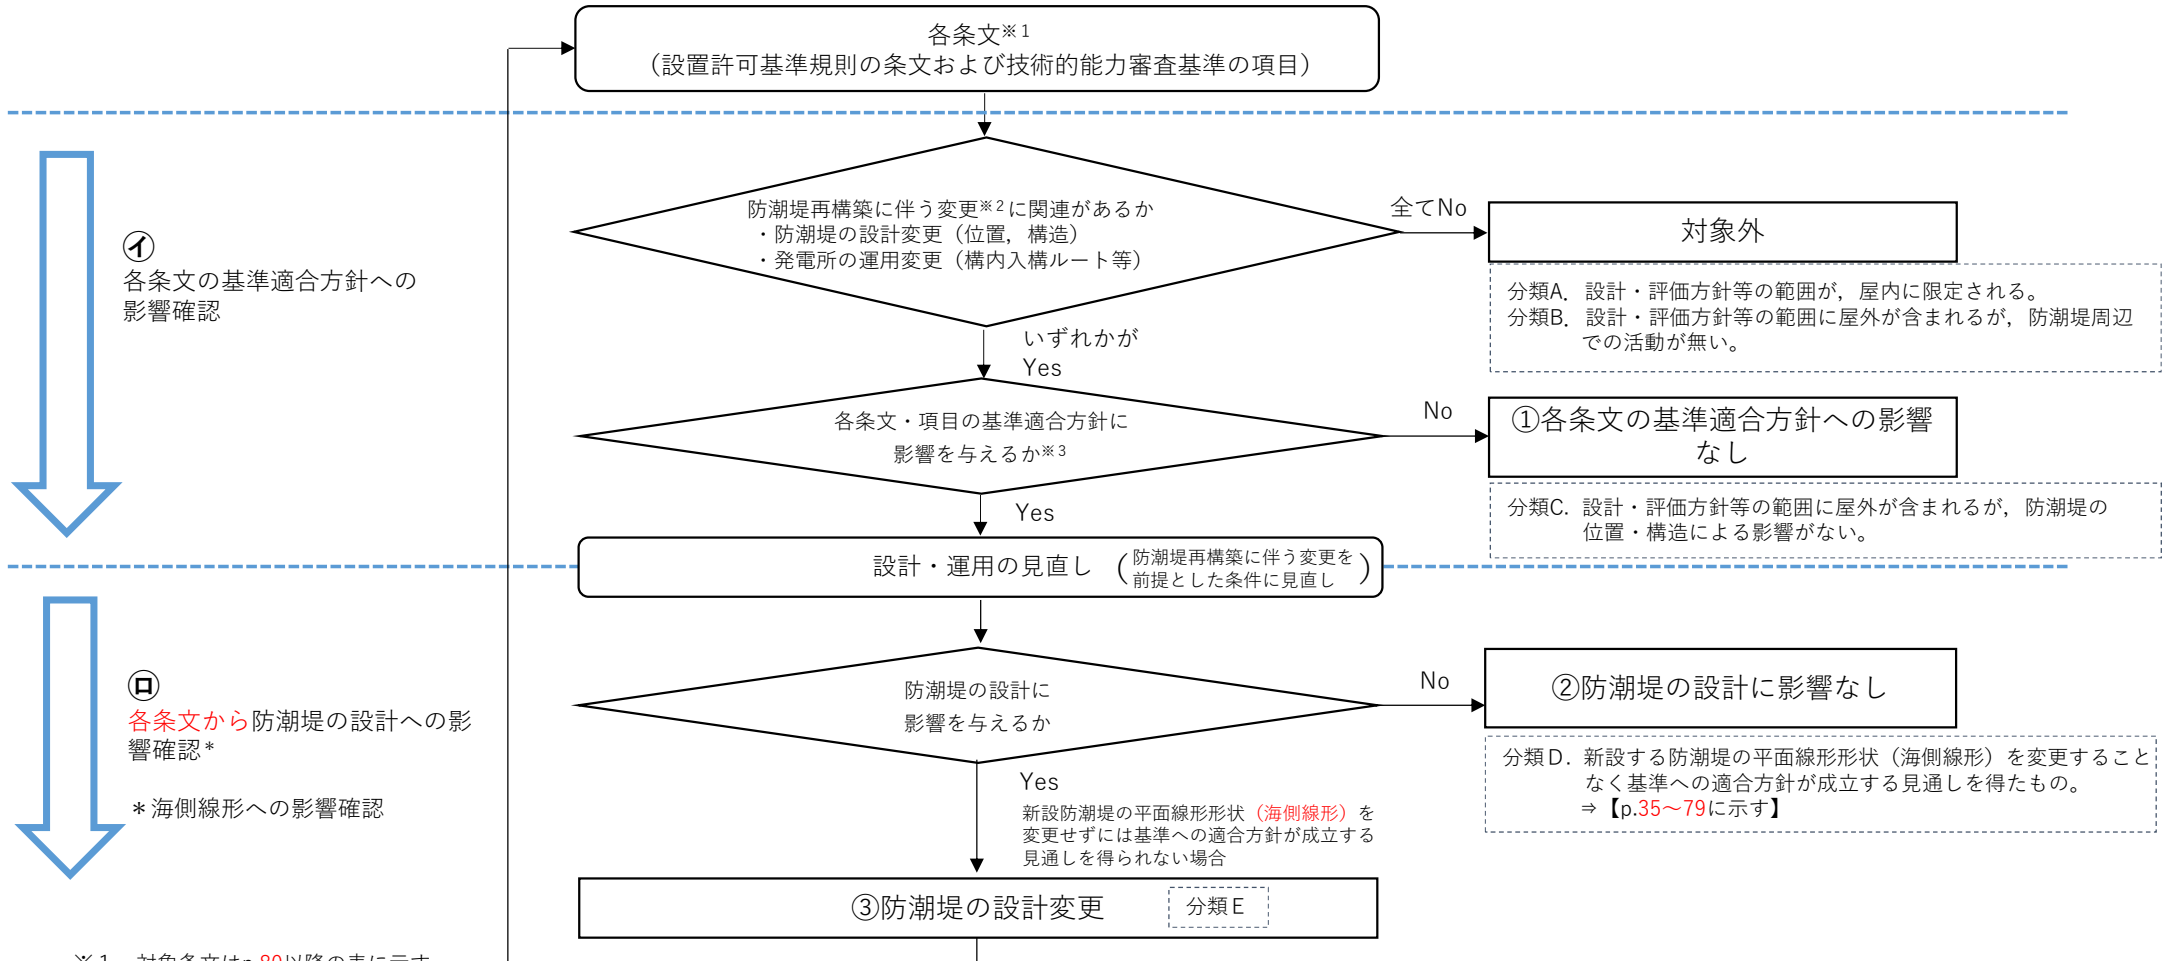 各条文※1
（設置許可基準規則の条文および技術的能力審査基準の項目）
防潮堤再構築に伴う変更※2に関連があるか
・防潮堤の設計変更（位置，構造）
・発電所の運用変更（構内入構ルート等）
全てNo
対象外
分類A．設計・評価方針等の範囲が，屋内に限定される。
分類B．設計・評価方針等の範囲に屋外が含まれるが，防潮堤周辺
での活動が無い。
㋑
各条文の基準適合方針への
影響確認
いずれかが
Yes
各条文・項目の基準適合方針に
影響を与えるか※3
No
①各条文の基準適合方針への影響
なし
分類C．設計・評価方針等の範囲に屋外が含まれるが，防潮堤の
位置・構造による影響がない。
Yes
設計・運用の見直し
（防潮堤再構築に伴う変更を
前提とした条件に見直し）
㋺
各条文から防潮堤の設計への影
響確認*
＊海側線形への影響確認
防潮堤の設計に
影響を与えるか
No
②防潮堤の設計に影響なし
分類Ｄ．新設する防潮堤の平面線形形状（海側線形）を変更すること
なく基準への適合方針が成立する見通しを得たもの。
⇒【p.35～79に示す】
Yes
新設防潮堤の平面線形形状（海側線形）を
変更せずには基準への適合方針が成立する
見通しを得られない場合
③防潮堤の設計変更
分類Ｅ
※１　対象条文はp.80以降の表に示す